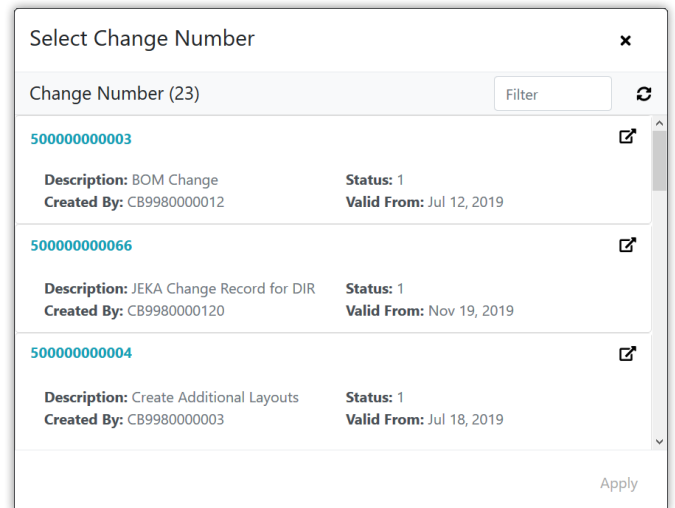 Select Change Number
Change Number (23)
Filter
500000000003
Description: BOM Change
Status: 1
Created By: CB9980000012
Valid From: Jul 12, 2019
500000000066
Description: JEKA Change Record for DIR
Status: 1
Created By: CB9980000120
Valid From: Nov 19, 2019
500000000004
Description: Create Additional Layouts
Status: 1
Created By: CB9980000003
Valid From: Jul 18, 2019
Apply